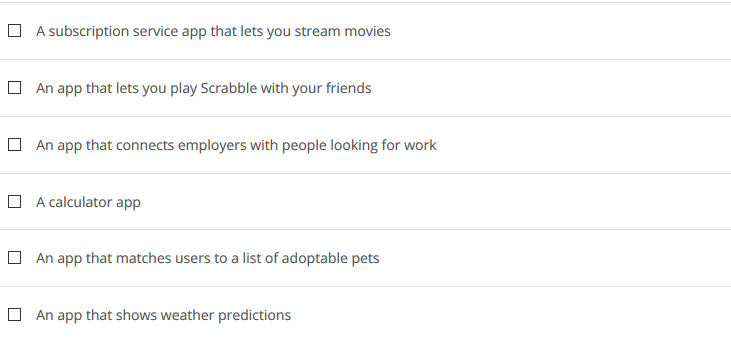 A subscription service app that lets you stream movies
An app that lets you play Scrabble with your friends
An app that connects employers with people looking for work
A calculator app
An app that matches users to a list of adoptable pets
An app that shows weather predictions